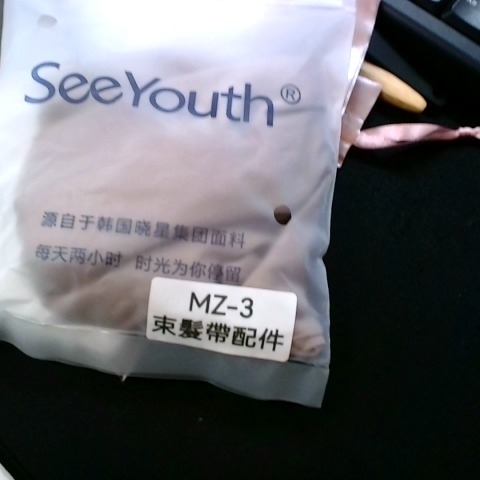 SeeYouth®
源自于韩国晓星集团面料
每天两小时 时光为你停留
MZ-3
束髮帶配件